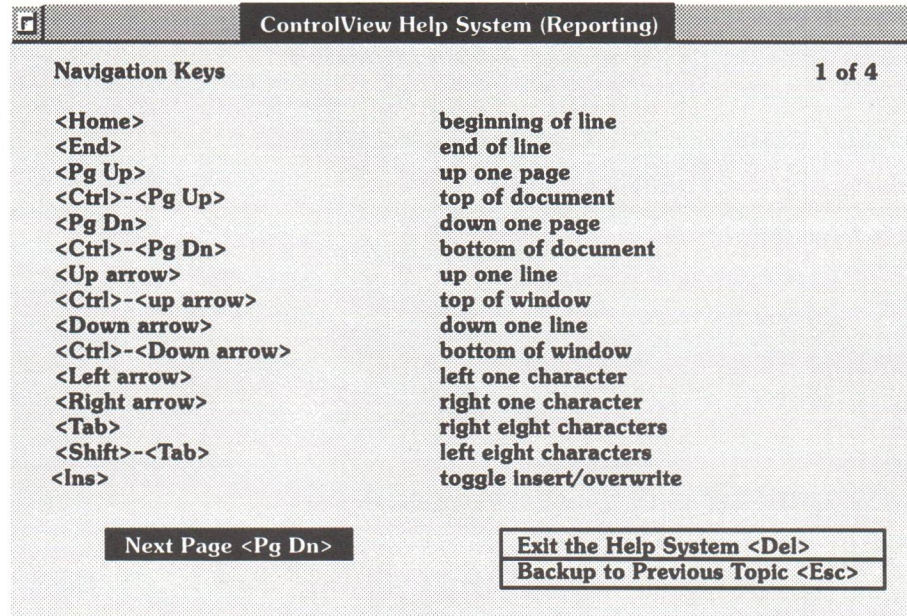 ControlView Help System (Reporting)
Navigation Keys 1 of 4
<Home> beginning of line
<End> end of line
<Pg Up> up one page
<Ctrl>-<Pg Up> top of document
<Pg Dn> down one page
<Ctrl>-<Pg Dn> bottom of document
<Up arrow> up one line
<Ctrl>-<up arrow> top of window
<Down arrow> down one line
<Ctrl>-<Down arrow> bottom of window
<Left arrow> left one character
<Right arrow> right one character
<Tab> right eight characters
<Shift>-<Tab> left eight characters
<Ins> toggle insert/overwrite
Next Page <Pg Dn>
Exit the Help System <Del>
Backup to Previous Topic <Esc>